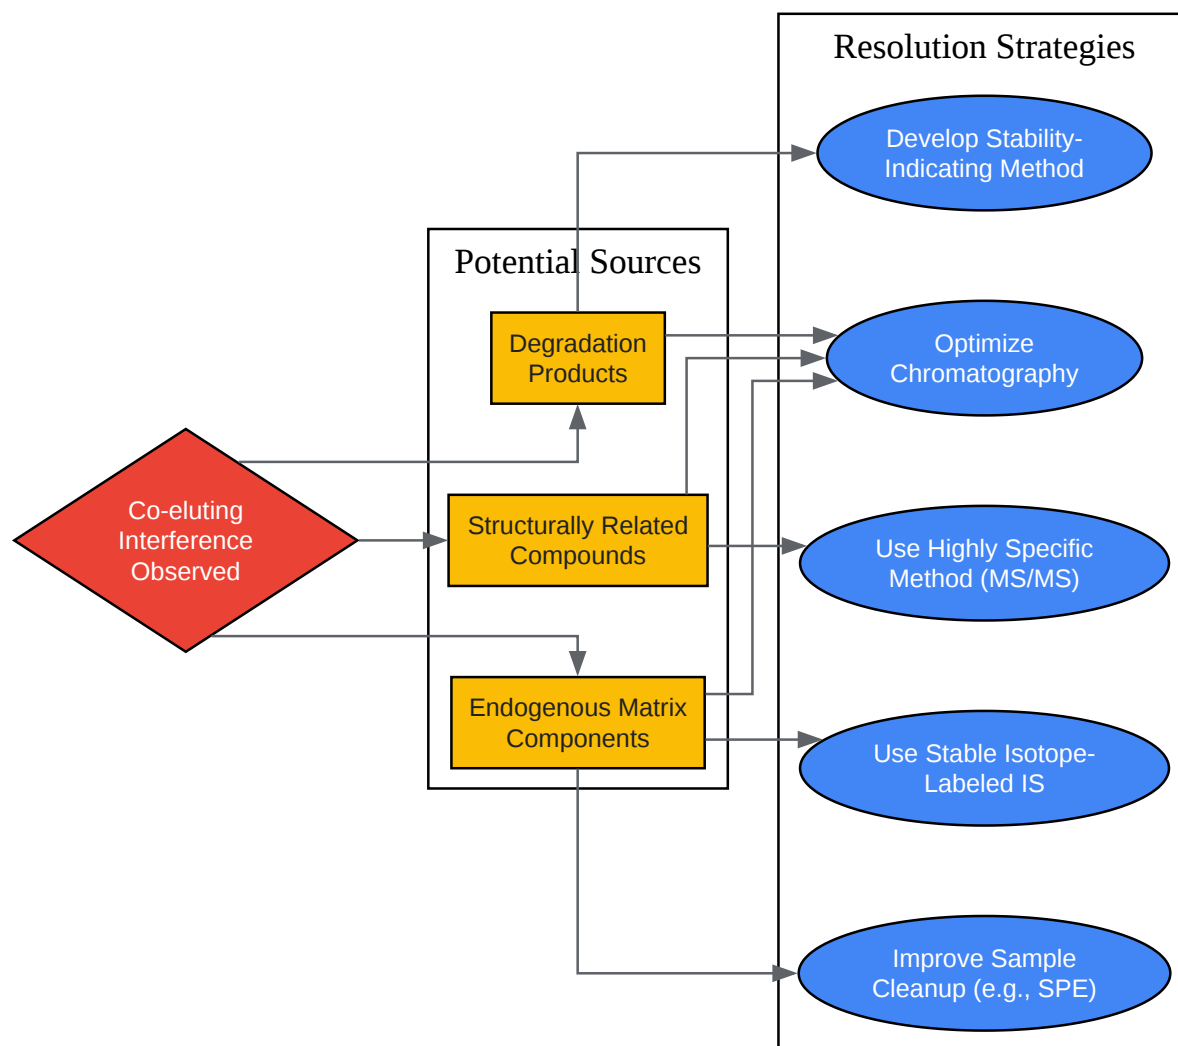 Resolution Strategies
Develop Stability-
Indicating Method
Potential Sources
Degradation
Products
Optimize
Chromatography
Co-eluting
Interference
Observed
Structurally Related
Compounds
Use Highly Specific
Method (MS/MS)
Endogenous Matrix
Components
Use Stable Isotope-
Labeled IS
Improve Sample
Cleanup (e.g., SPE)